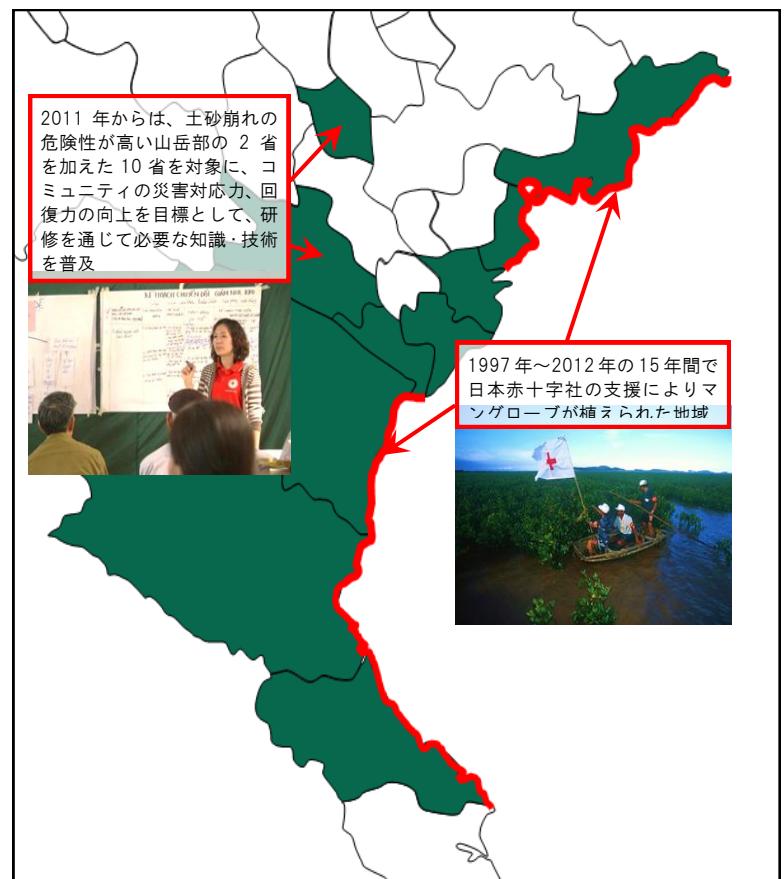 2011 年からは、土砂崩れの
危険性が高い山岳部の 2 省
を加えた 10 省を対象に、コ
ミュニティの災害対応力、回
復力の向上を目標として、研
修を通じて必要な知識・技術
を普及
1997 年～2012 年の 15 年間で
日本赤十字社の支援によりマ
ングローブが植えられた地域